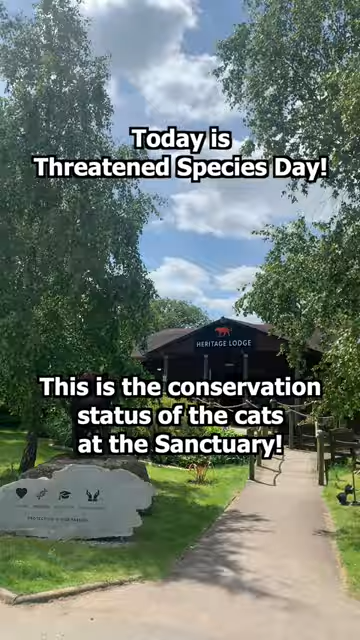 Today is
Threatened Species Day!
HERITAGE LODGE
This is the conservation
status of the cats
at the Sanctuary!